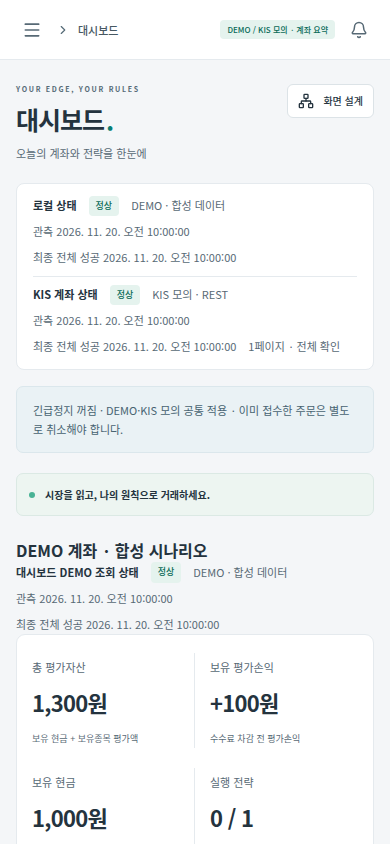 대시보드
DEMO / KIS 모의 · 계좌 요약
YOUR EDGE, YOUR RULES
대시보드.
화면 설계
오늘의 계좌와 전략을 한눈에
로컬 상태 정상 DEMO · 합성 데이터
관측 2026. 11. 20. 오전 10:00:00
최종 전체 성공 2026. 11. 20. 오전 10:00:00
KIS 계좌 상태 정상 KIS 모의 · REST
관측 2026. 11. 20. 오전 10:00:00
최종 전체 성공 2026. 11. 20. 오전 10:00:00 1페이지 · 전체 확인
긴급정지 꺼짐 · DEMO·KIS 모의 공통 적용 · 이미 접수한 주문은 별도
로 취소해야 합니다.
시장을 읽고, 나의 원칙으로 거래하세요.
DEMO 계좌 · 합성 시나리오
대시보드 DEMO 조회 상태 정상 DEMO · 합성 데이터
관측 2026. 11. 20. 오전 10:00:00
최종 전체 성공 2026. 11. 20. 오전 10:00:00
총 평가자산
1,300원
보유 현금 + 보유종목 평가액
보유 평가손익
+100원
수수료 차감 전 평가손익
보유 현금
1,000원
실행 전략
0 / 1